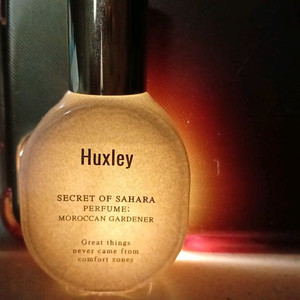 Huxley
SECRET OF SAHARA
PERFUME;
MOROCCAN GARDENER
Great things
never came from
comfort zones